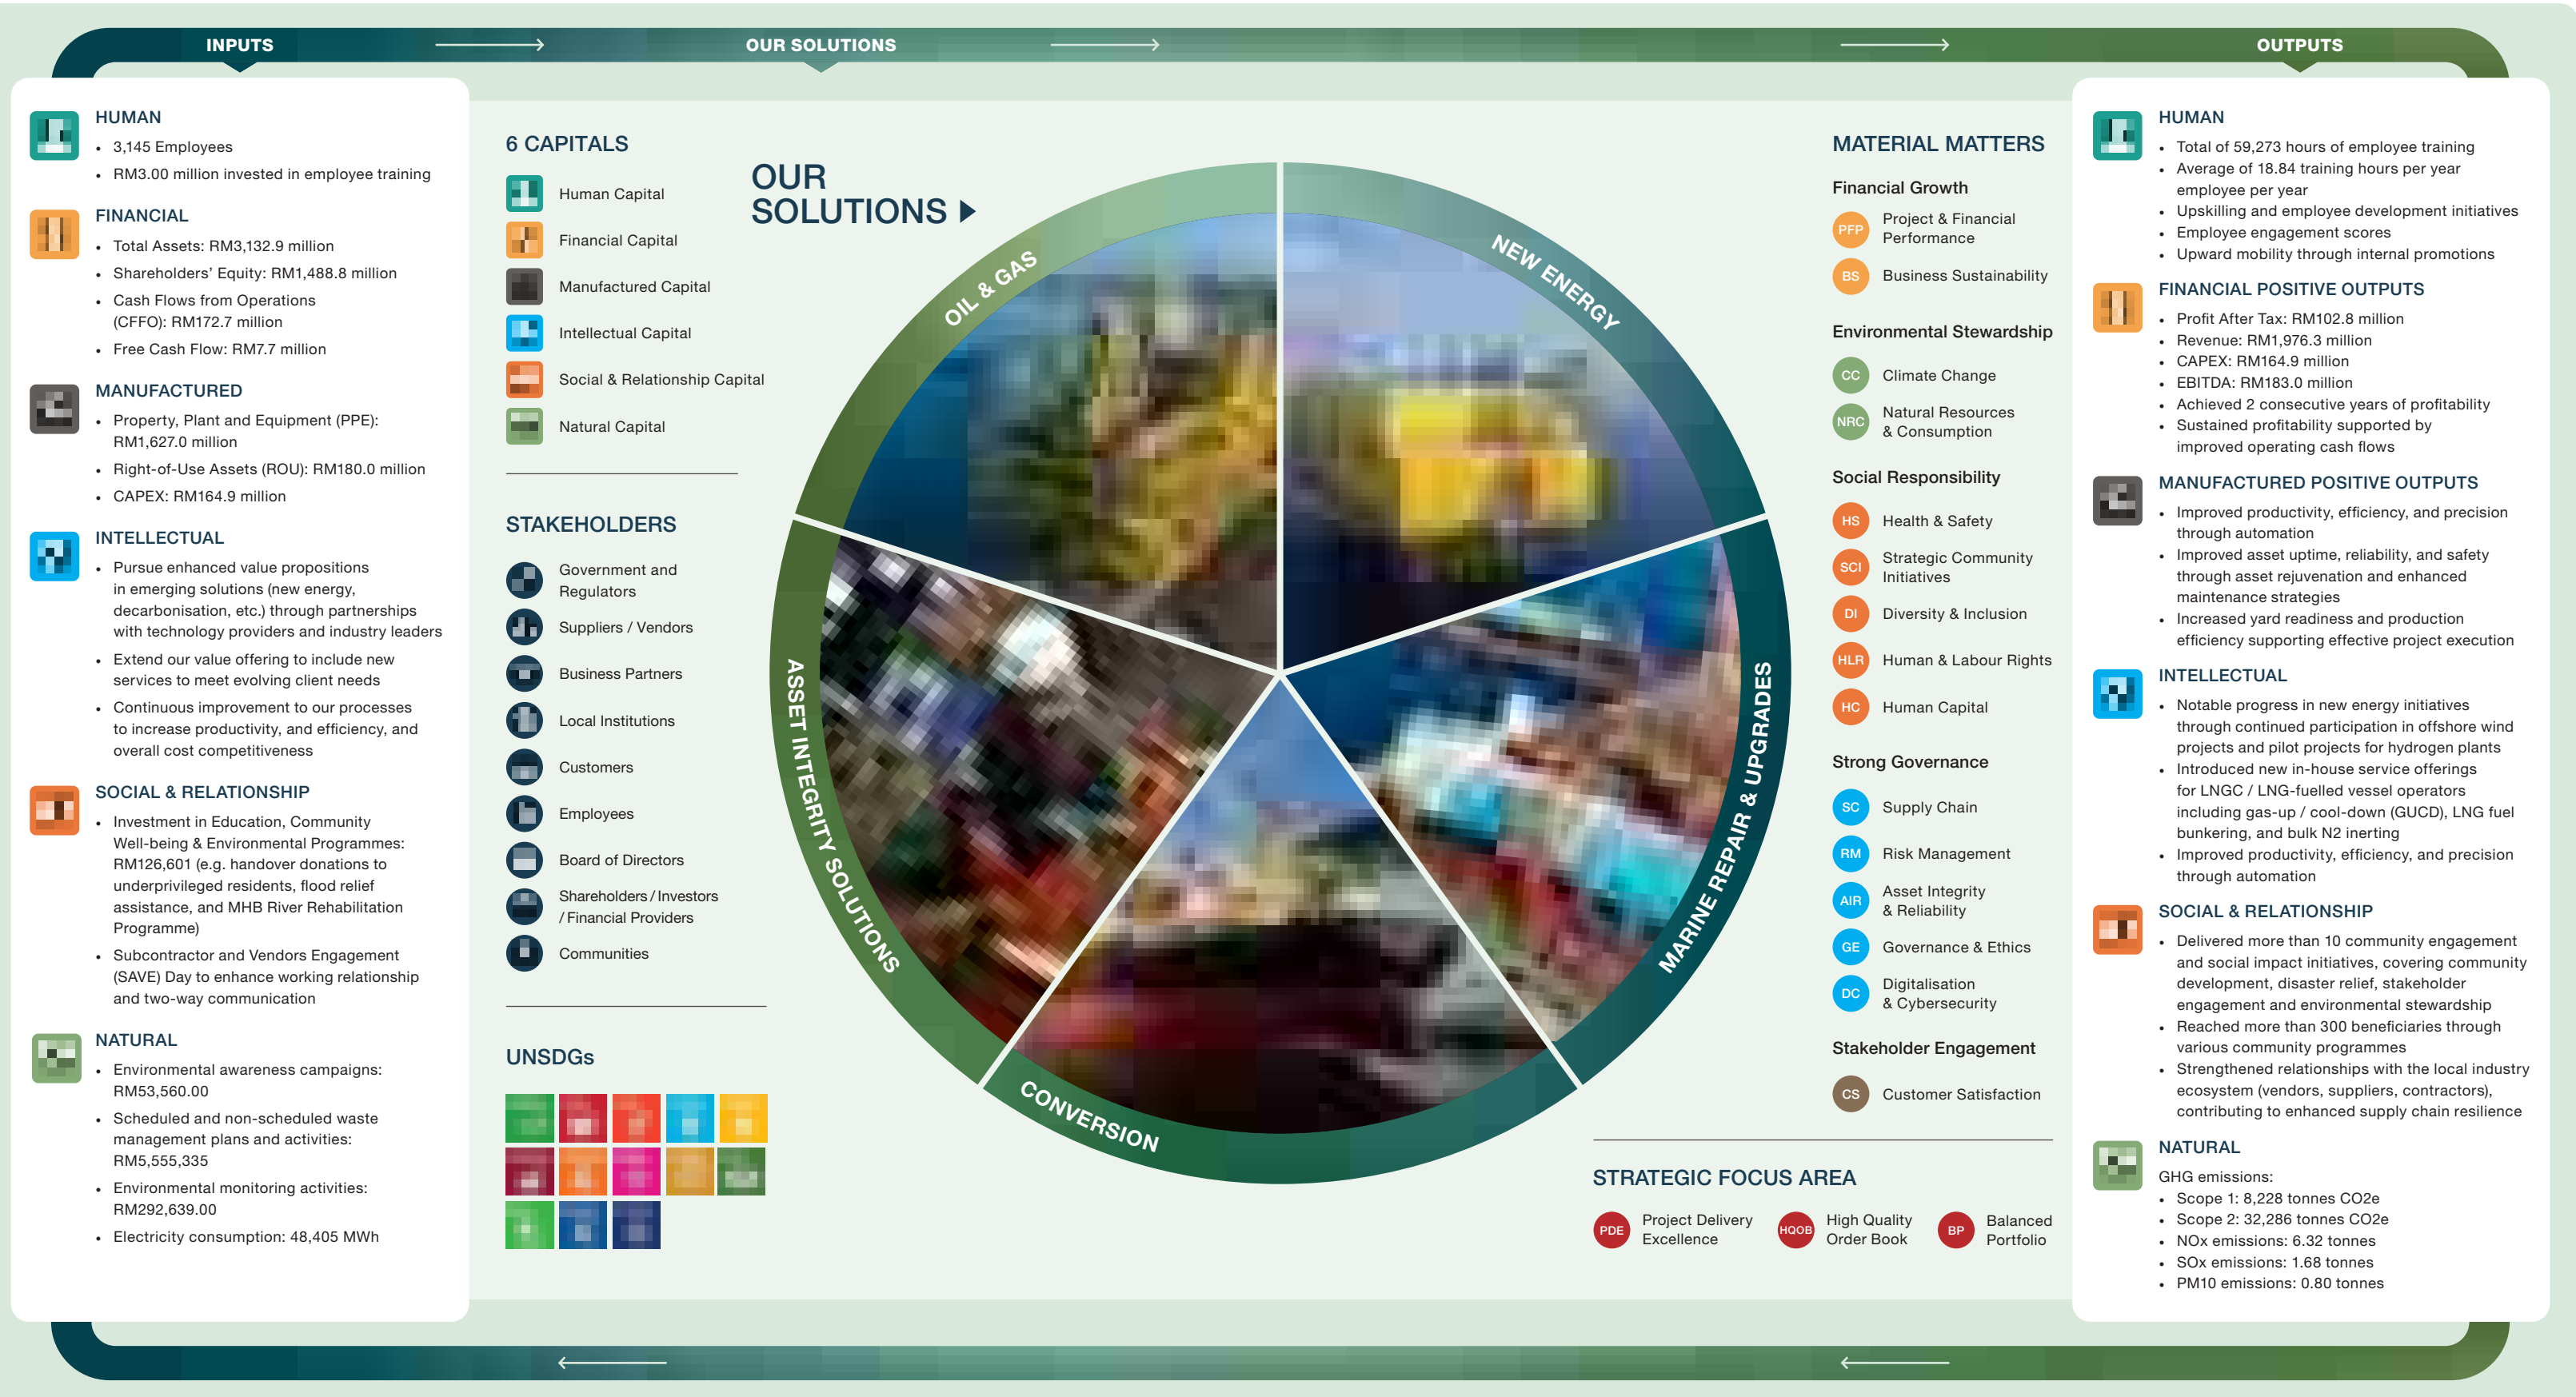 INPUTS
OUR SOLUTIONS
OUTPUTS
HUMAN
• 3,145 Employees
• RM3.00 million invested in employee training
FINANCIAL
• Total Assets: RM3,132.9 million
• Shareholders' Equity: RM1,488.8 million
• Cash Flows from Operations
(CFFO): RM172.7 million
• Free Cash Flow: RM7.7 million
MANUFACTURED
• Property, Plant and Equipment (PPE):
RM1,627.0 million
• Right-of-Use Assets (ROU): RM180.0 million
• CAPEX: RM164.9 million
INTELLECTUAL
• Pursue enhanced value propositions
in emerging solutions (new energy,
decarbonisation, etc.) through partnerships
with technology providers and industry leaders
• Extend our value offering to include new
services to meet evolving client needs
• Continuous improvement to our processes
to increase productivity, and efficiency, and
overall cost competitiveness
SOCIAL & RELATIONSHIP
• Investment in Education, Community
Well-being & Environmental Programmes:
RM126,601 (e.g. handover donations to
underprivileged residents, flood relief
assistance, and MHB River Rehabilitation
Programme)
• Subcontractor and Vendors Engagement
(SAVE) Day to enhance working relationship
and two-way communication
NATURAL
• Environmental awareness campaigns:
RM53,560.00
• Scheduled and non-scheduled waste
management plans and activities:
RM5,555,335
• Environmental monitoring activities:
RM292,639.00
• Electricity consumption: 48,405 MWh
6 CAPITALS
Human Capital
Financial Capital
Manufactured Capital
Intellectual Capital
Social & Relationship Capital
Natural Capital
STAKEHOLDERS
Government and
Regulators
Suppliers / Vendors
Business Partners
Local Institutions
Customers
Employees
Board of Directors
Shareholders / Investors
/ Financial Providers
Communities
UNSDGs
OUR
SOLUTIONS
OIL & GAS
NEW ENERGY
MARINE REPAIR & UPGRADES
CONVERSION
ASSET INTEGRITY SOLUTIONS
MATERIAL MATTERS
Financial Growth
PFP Project & Financial
Performance
BS Business Sustainability
Environmental Stewardship
CC Climate Change
NRC Natural Resources
& Consumption
Social Responsibility
HS Health & Safety
SCI Strategic Community
Initiatives
DI Diversity & Inclusion
HLR Human & Labour Rights
HC Human Capital
Strong Governance
SC Supply Chain
RM Risk Management
AIR Asset Integrity
& Reliability
GE Governance & Ethics
DC Digitalisation
& Cybersecurity
Stakeholder Engagement
CS Customer Satisfaction
STRATEGIC FOCUS AREA
PDE Project Delivery
Excellence
HQOB High Quality
Order Book
BP Balanced
Portfolio
HUMAN
• Total of 59,273 hours of employee training
• Average of 18.84 training hours per year
employee per year
• Upskilling and employee development initiatives
• Employee engagement scores
• Upward mobility through internal promotions
FINANCIAL POSITIVE OUTPUTS
• Profit After Tax: RM102.8 million
• Revenue: RM1,976.3 million
• CAPEX: RM164.9 million
• EBITDA: RM183.0 million
• Achieved 2 consecutive years of profitability
• Sustained profitability supported by
improved operating cash flows
MANUFACTURED POSITIVE OUTPUTS
• Improved productivity, efficiency, and precision
through automation
• Improved asset uptime, reliability, and safety
through asset rejuvenation and enhanced
maintenance strategies
• Increased yard readiness and production
efficiency supporting effective project execution
INTELLECTUAL
• Notable progress in new energy initiatives
through continued participation in offshore wind
projects and pilot projects for hydrogen plants
• Introduced new in-house service offerings
for LNGC / LNG-fuelled vessel operators
including gas-up / cool-down (GUCD), LNG fuel
bunkering, and bulk N2 inerting
• Improved productivity, efficiency, and precision
through automation
SOCIAL & RELATIONSHIP
• Delivered more than 10 community engagement
and social impact initiatives, covering community
development, disaster relief, stakeholder
engagement and environmental stewardship
• Reached more than 300 beneficiaries through
various community programmes
• Strengthened relationships with the local industry
ecosystem (vendors, suppliers, contractors),
contributing to enhanced supply chain resilience
NATURAL
GHG emissions:
• Scope 1: 8,228 tonnes CO2e
• Scope 2: 32,286 tonnes CO2e
• NOx emissions: 6.32 tonnes
• SOx emissions: 1.68 tonnes
• PM10 emissions: 0.80 tonnes